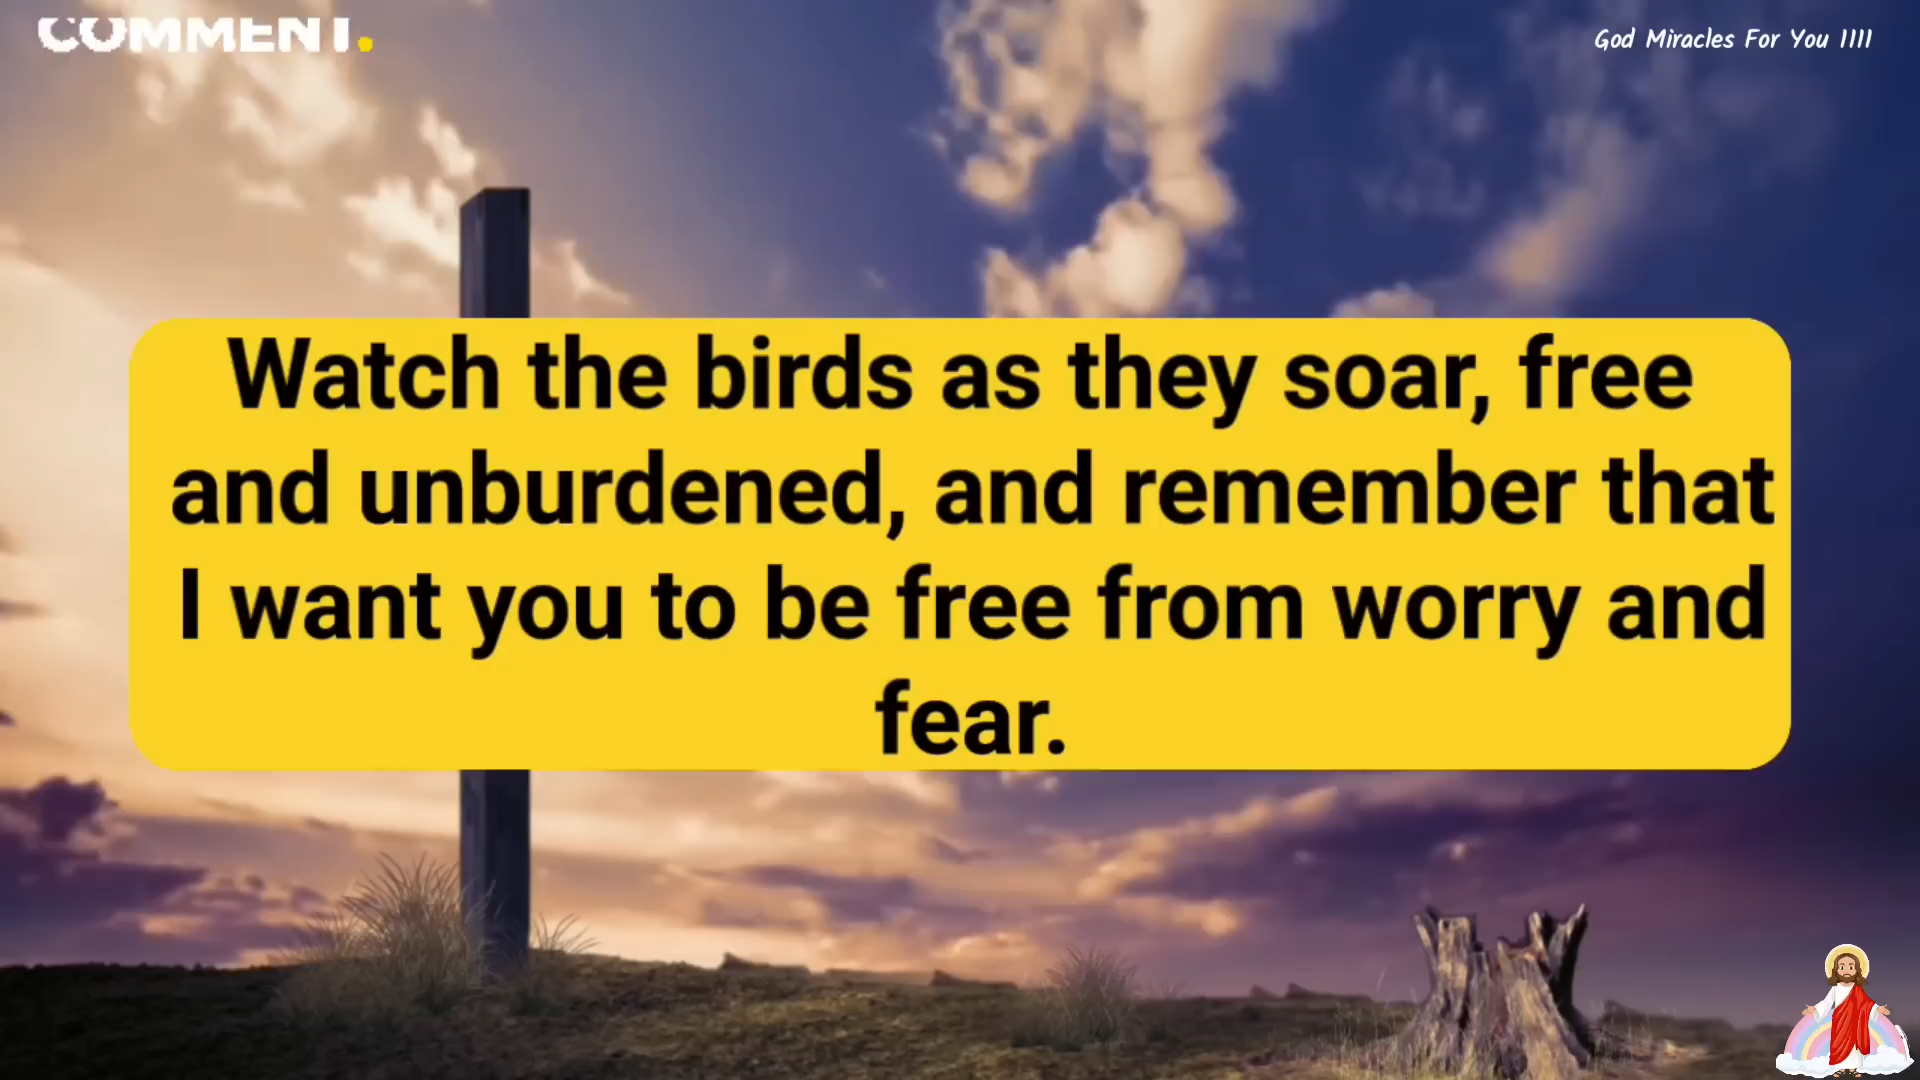 COMMENT.
God Miracles For You 1111
Watch the birds as they soar, free
and unburdened, and remember that
I want you to be free from worry and
fear.